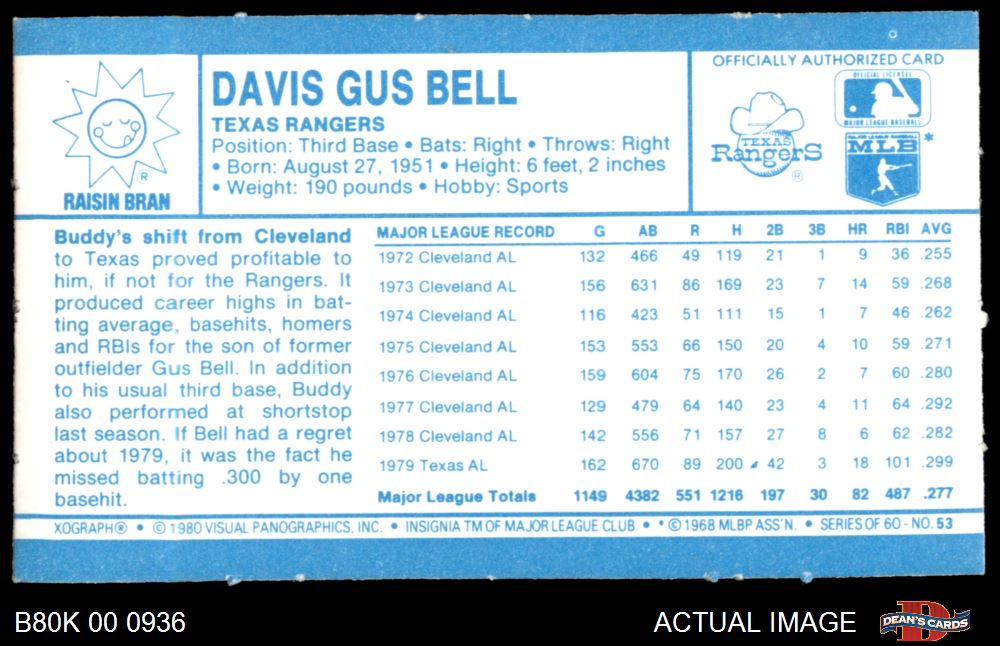 RAISIN BRAN
®
DAVIS GUS BELL
TEXAS RANGERS
Position: Third Base • Bats: Right • Throws: Right
• Born: August 27, 1951 • Height: 6 feet, 2 inches
• Weight: 190 pounds • Hobby: Sports
OFFICIALLY AUTHORIZED CARD
TEXAS
RangerS
®
OFFICIAL LICENSEE
MAJOR LEAGUE BASEBALL
MAJOR LEAGUE BASEBALL
MLB *
Buddy's shift from Cleveland
to Texas proved profitable to
him, if not for the Rangers. It
produced career highs in bat-
ting average, basehits, homers
and RBIs for the son of former
outfielder Gus Bell. In addition
to his usual third base, Buddy
also performed at shortstop
last season. If Bell had a regret
about 1979, it was the fact he
missed batting .300 by one
basehit.
MAJOR LEAGUE RECORD G AB R H 2B 3B HR RBI AVG
1972 Cleveland AL 132 466 49 119 21 1 9 36 .255
1973 Cleveland AL 156 631 86 169 23 7 14 59 .268
1974 Cleveland AL 116 423 51 111 15 1 7 46 .262
1975 Cleveland AL 153 553 66 150 20 4 10 59 .271
1976 Cleveland AL 159 604 75 170 26 2 7 60 .280
1977 Cleveland AL 129 479 64 140 23 4 11 64 .292
1978 Cleveland AL 142 556 71 157 27 8 6 62 .282
1979 Texas AL 162 670 89 200 42 3 18 101 .299
Major League Totals 1149 4382 551 1216 197 30 82 487 .277
XOGRAPH® • © 1980 VISUAL PANOGRAPHICS, INC. • INSIGNIA TM OF MAJOR LEAGUE CLUB • * © 1968 MLBP ASS'N. • SERIES OF 60 - NO. 53
B80K 00 0936
ACTUAL IMAGE
DEAN'S CARDS